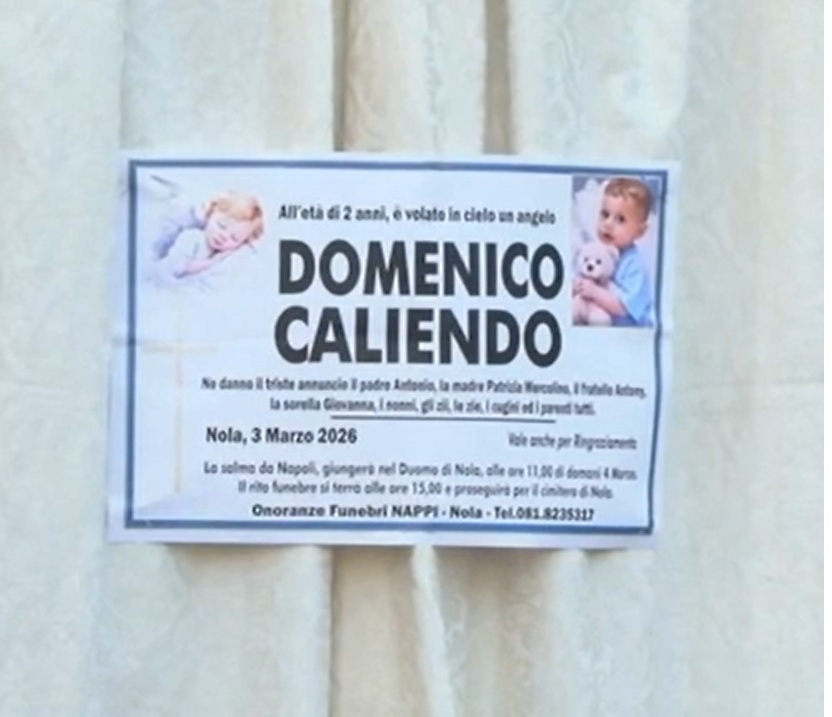 All'età di 2 anni, è volato in cielo un angelo
DOMENICO
CALIENDO
Ne danno il triste annuncio il padre Antonio, la madre Patrizia Mercolino, il fratello Antony,
la sorella Giovanna, i nonni, gli zii, le zie, i cugini ed i parenti tutti.
Nola, 3 Marzo 2026
Vale anche per Ringraziamento
La salma da Napoli, giungerà nel Duomo di Nola, alle ore 11,00 di domani 4 Marzo.
Il rito funebre si terrà alle ore 15,00 e proseguirà per il cimitero di Nola.
Onoranze Funebri NAPPI - Nola - Tel.081.8235317